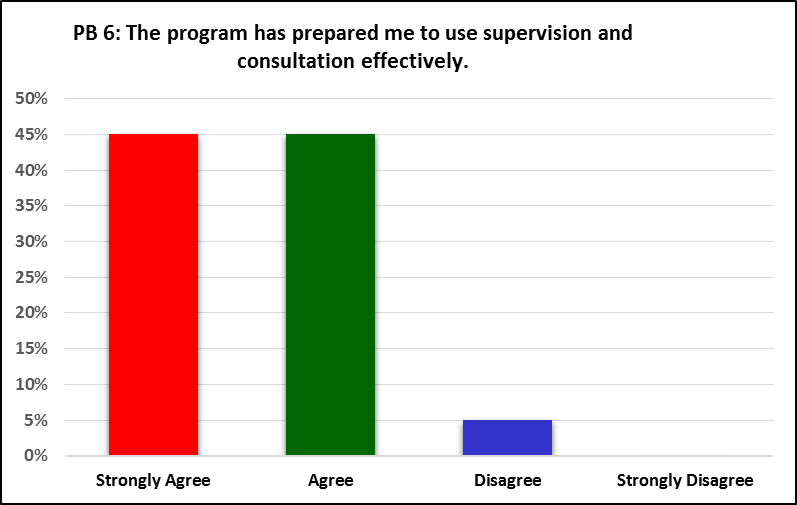 PB 6: The program has prepared me to use supervision and
consultation effectively.
50%
45%
40%
35%
30%
25%
20%
15%
10%
5%
0%
Strongly Agree
Agree
Disagree
Strongly Disagree